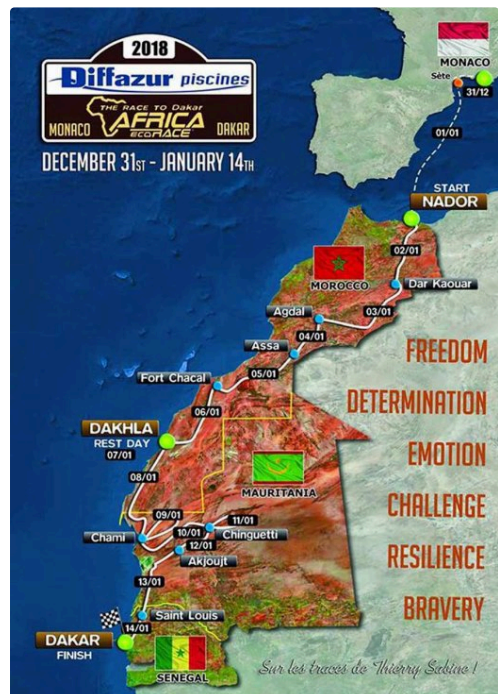 2018
Diffazur piscines
THE RACE TO Dakar
AFRICA
ECO RACE
MONACO
DAKAR
DECEMBER 31ST - JANUARY 14TH
MONACO
Sète
31/12
01/01
START
NADOR
02/01
MOROCCO
Dar Kaouar
03/01
Agdal
04/01
Assa
05/01
Fort Chacal
06/01
DAKHLA
REST DAY
07/01
08/01
MAURITANIA
09/01
10/01
11/01
Chami
Chinguetti
12/01
Akjoujt
13/01
Saint Louis
14/01
DAKAR
FINISH
SENEGAL
FREEDOM
DETERMINATION
EMOTION
CHALLENGE
RESILIENCE
BRAVERY
Sur les traces de Thierry Sabine !